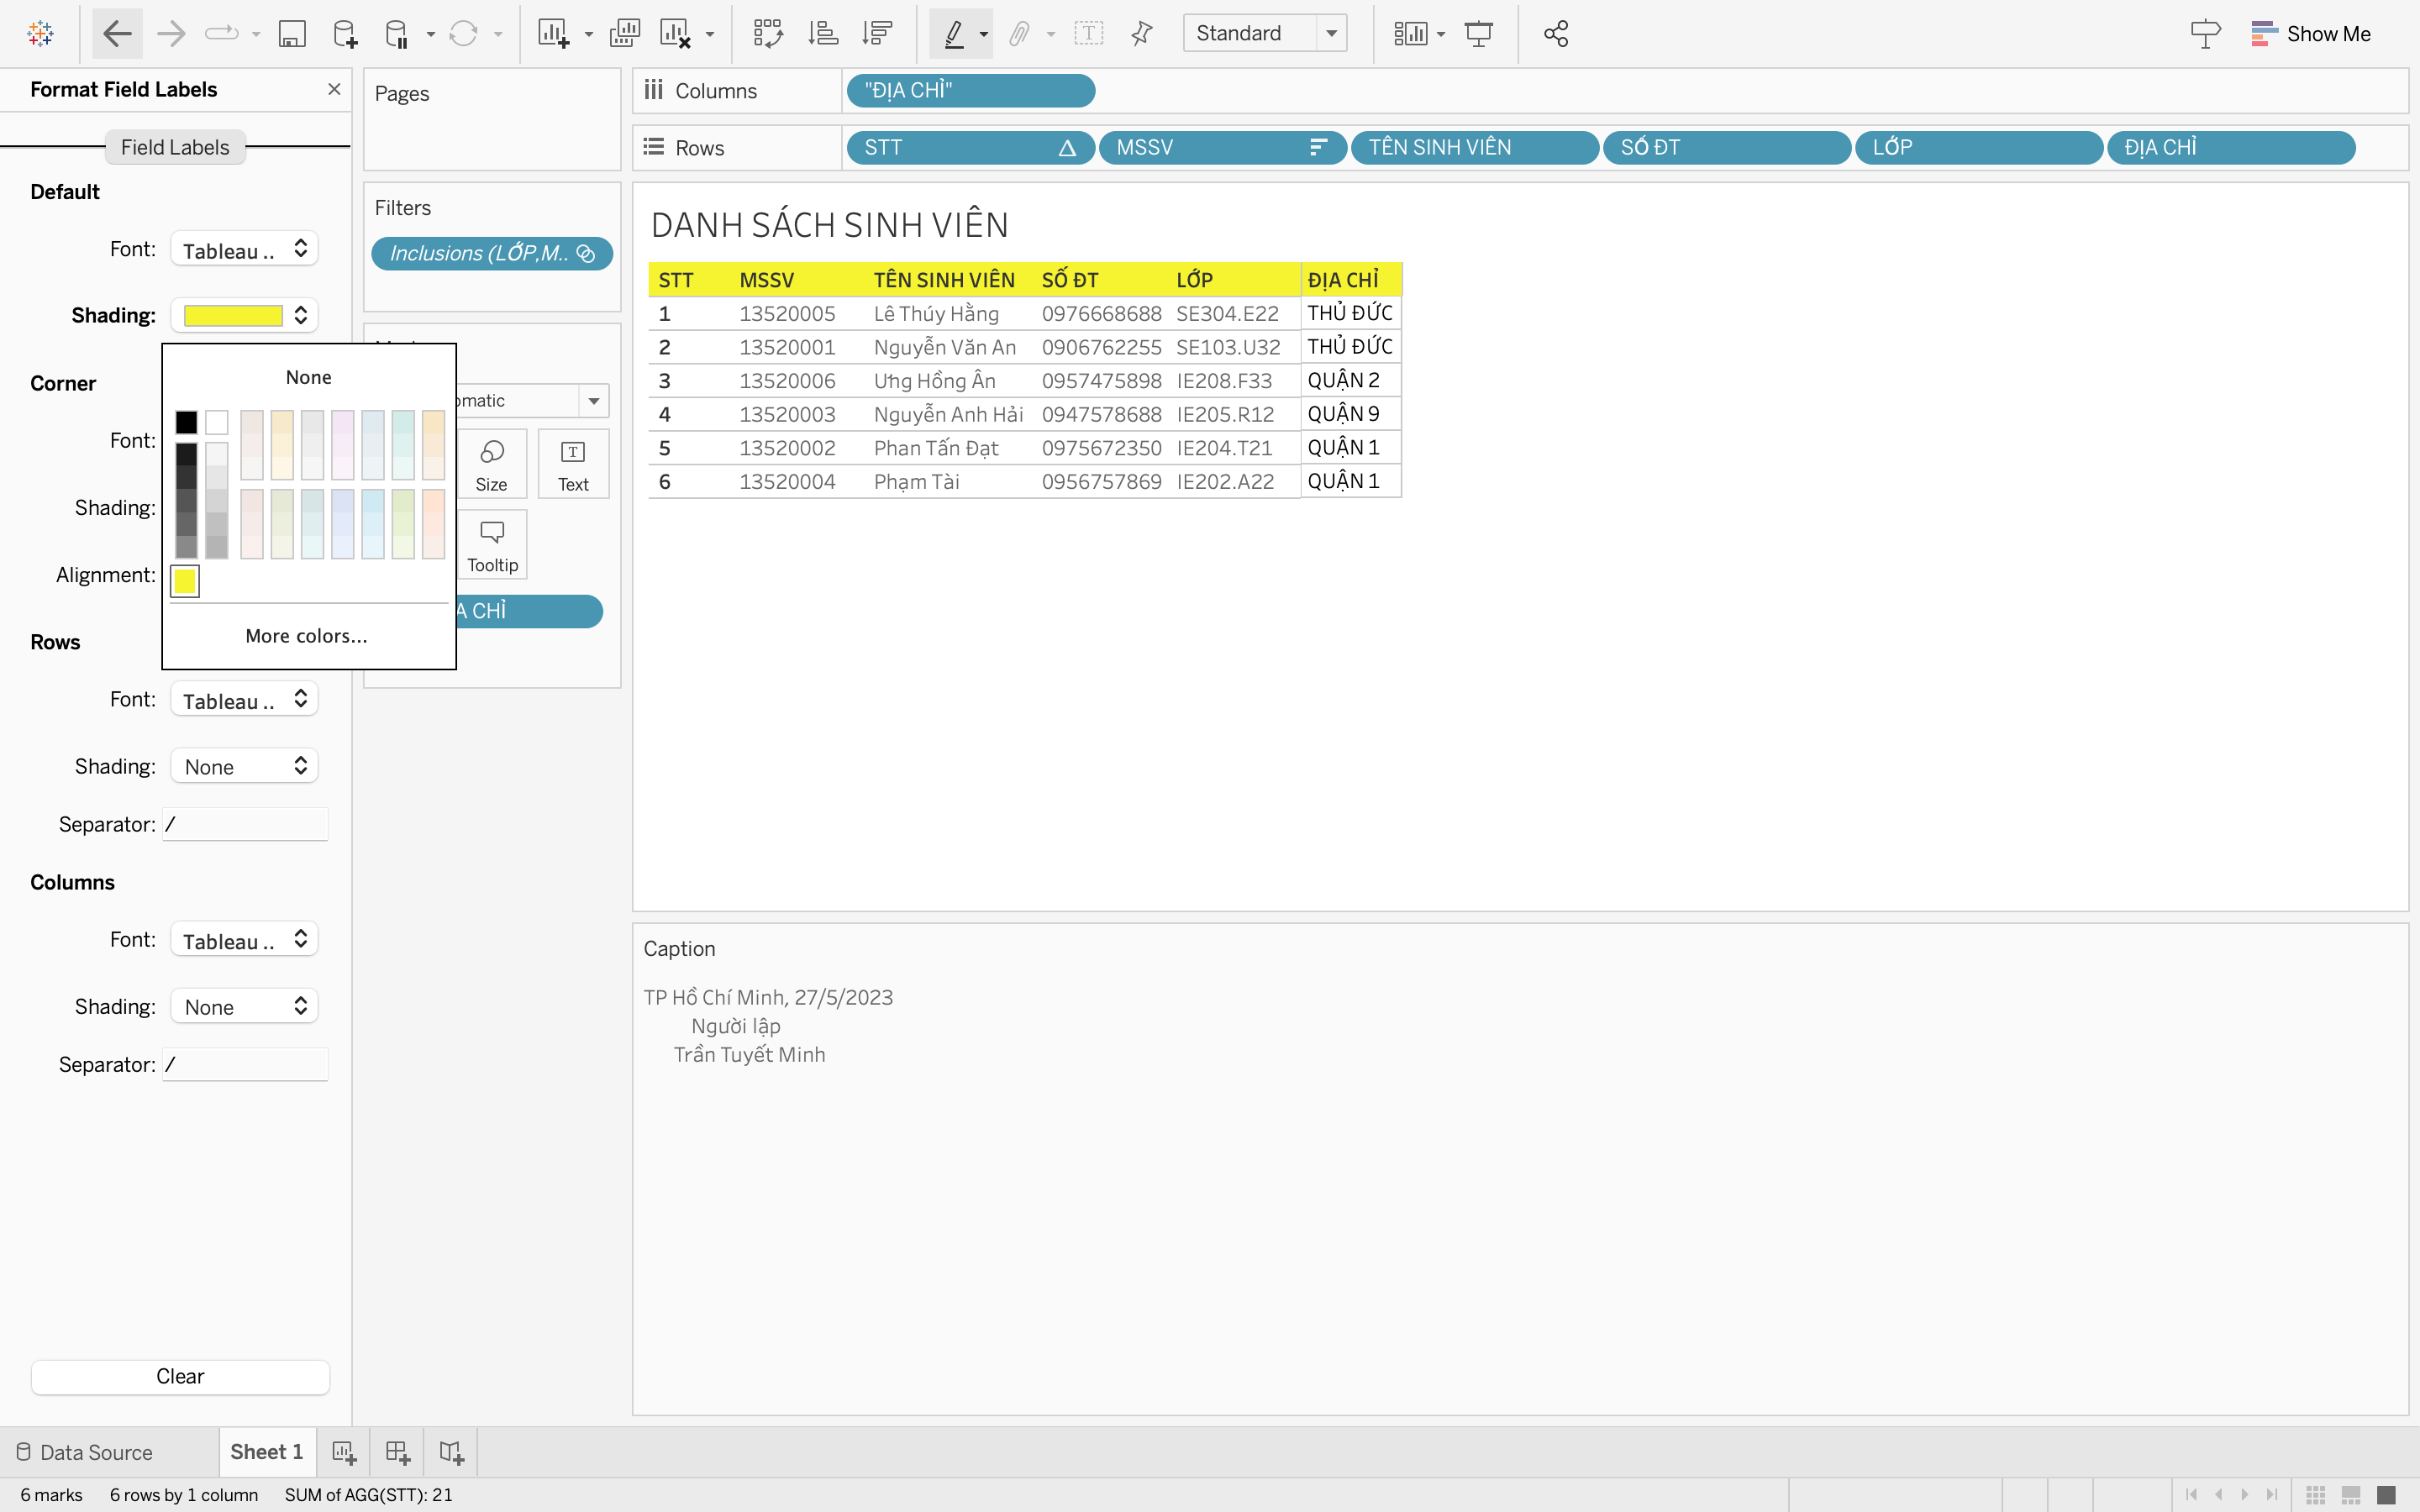 Standard
Show Me
Format Field Labels
Field Labels
Default
Font: Tableau ..
Shading:
None
Corner
Font:
Shading:
Alignment:
More colors...
Rows
Font: Tableau ..
Shading: None
Separator: /
Columns
Font: Tableau ..
Shading: None
Separator: /
Clear
Pages
Filters
Inclusions (LỚP,M..
omatic
Size
Text
Tooltip
CHỈ
Columns
"ĐỊA CHỈ"
Rows
STT MSSV TÊN SINH VIÊN SỐ ĐT LỚP ĐỊA CHỈ
DANH SÁCH SINH VIÊN
STT MSSV TÊN SINH VIÊN SỐ ĐT LỚP ĐỊA CHỈ
1 13520005 Lê Thúy Hằng 0976668688 SE304.E22 THỦ ĐỨC
2 13520001 Nguyễn Văn An 0906762255 SE103.U32 THỦ ĐỨC
3 13520006 Ưng Hồng Ân 0957475898 IE208.F33 QUẬN 2
4 13520003 Nguyễn Anh Hải 0947578688 IE205.R12 QUẬN 9
5 13520002 Phan Tấn Đạt 0975672350 IE204.T21 QUẬN 1
6 13520004 Phạm Tài 0956757869 IE202.A22 QUẬN 1
Caption
TP Hồ Chí Minh, 27/5/2023
Người lập
Trần Tuyết Minh
Data Source
Sheet 1
6 marks 6 rows by 1 column SUM of AGG(STT): 21